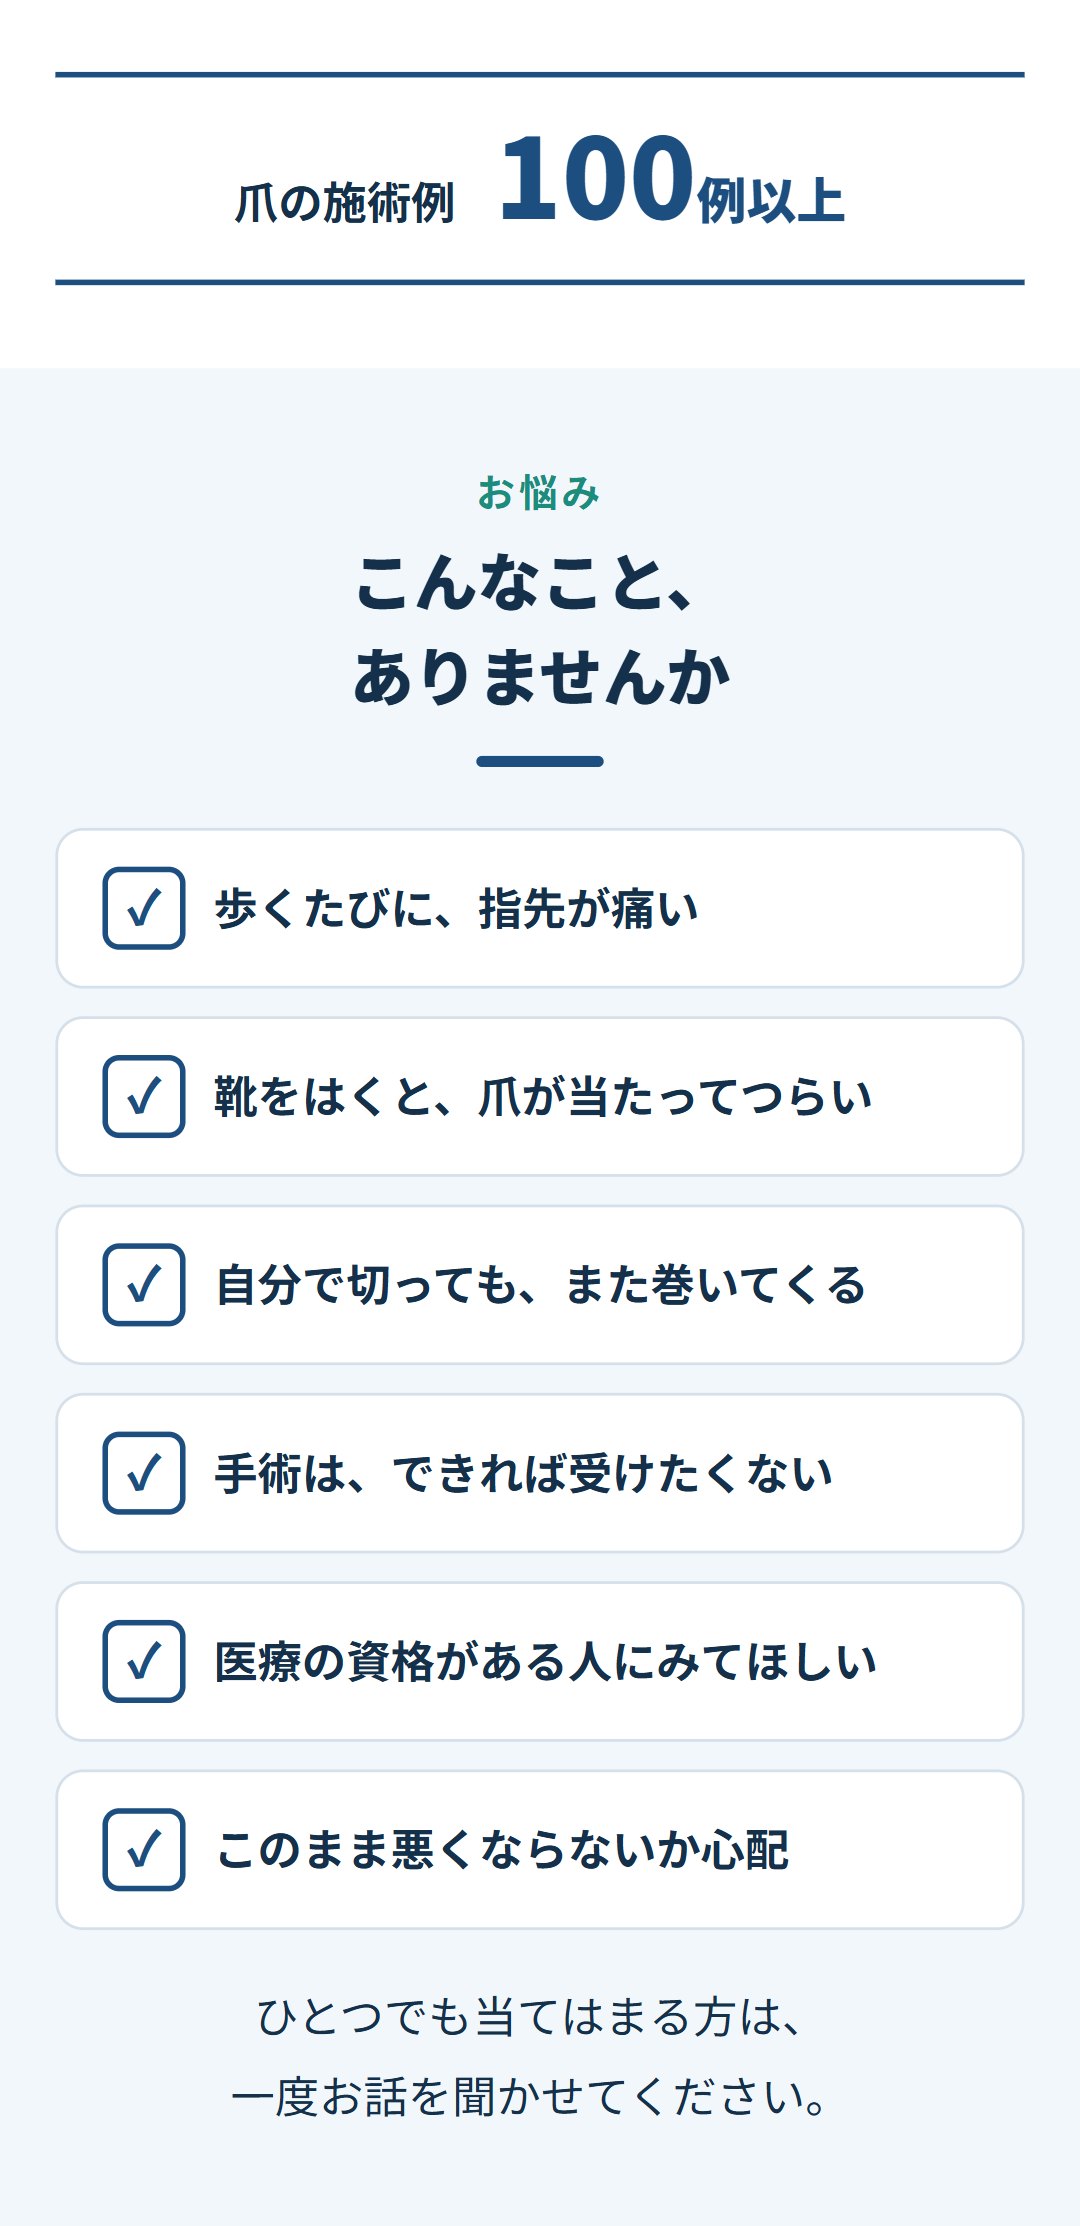 爪の施術例 100例以上
お悩み
こんなこと、
ありませんか
✓ 歩くたびに、指先が痛い
✓ 靴をはくと、爪が当たってつらい
✓ 自分で切っても、また巻いてくる
✓ 手術は、できれば受けたくない
✓ 医療の資格がある人にみてほしい
✓ このまま悪くならないか心配
ひとつでも当てはまる方は、
一度お話を聞かせてください。